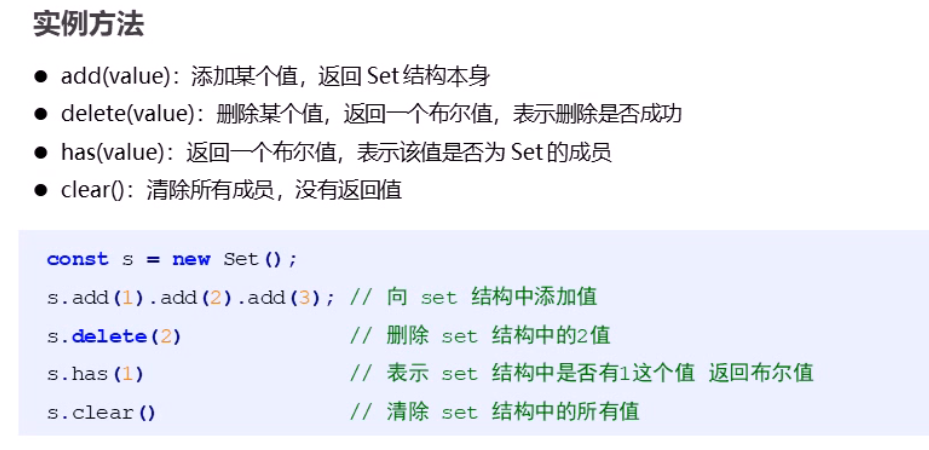 实例方法
● add(value)：添加某个值，返回 Set 结构本身
● delete(value)：删除某个值，返回一个布尔值，表示删除是否成功
● has(value)：返回一个布尔值，表示该值是否为 Set 的成员
● clear()：清除所有成员，没有返回值
const s = new Set();
s.add(1).add(2).add(3); // 向 set 结构中添加值
s.delete(2) // 删除 set 结构中的2值
s.has(1) // 表示 set 结构中是否有1这个值 返回布尔值
s.clear() // 清除 set 结构中的所有值